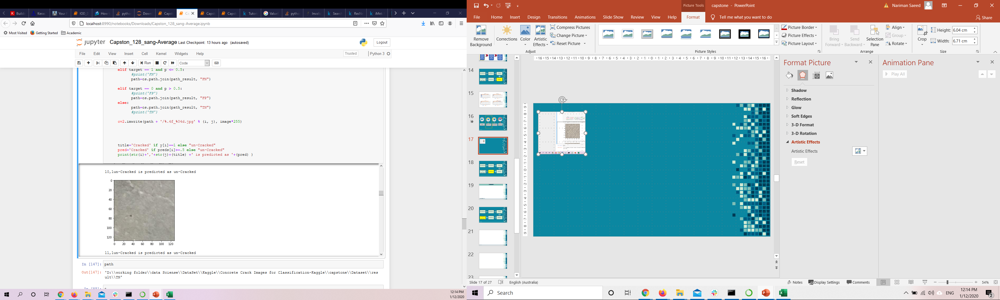 Buildi
Keras
Your F
IOD_D
How t
pytho
Downl
Capst
Ca
Capst
Capst
Tutori
ValueE
pytho
Invali
Search
ResNe
iMet:
localhost:8990/notebooks/Downloads/Capston_128_sang-Average.ipynb
Most Visited Getting Started Academic
jupyter Capston_128_sang-Average Last Checkpoint: 13 hours ago (autosaved)
Logout
File Edit View Insert Cell Kernel Widgets Help
Trusted Python 3
Run Code
elif target == 1 and p <= 0.5:
#print('FN')
path=os.path.join(path_result, "FN")
elif target == 0 and p > 0.5:
#print('FP')
path=os.path.join(path_result, "FP")
else:
path=os.path.join(path_result, "TN")
#print('TN')
cv2.imwrite(path + '/%.4f_%04d.jpg' % (i, j), image*255)
title='Cracked' if y[i]==1 else "un-Cracked"
pred='Cracked' if preds[i]>=.5 else "un-Cracked"
print(str(i)+','+str(j)+(title) +' is predicted as '+(pred) )
10,1un-Cracked is predicted as un-Cracked
0
20
40
60
80
100
120
0 20 40 60 80 100 120
11,1un-Cracked is predicted as un-Cracked
In [147]: path
Out[147]: 'D:\\working folder\\data Sciense\\DataSet\\Kaggle\\Concrete Crack Images for Classification-Kaggle\\capstone\\Dataset\\res
ult\\TN'
In [85]:
12:14 PM
1/12/2020
Picture Tools
capstone - PowerPoint
Nariman Saeed
File Home Insert Design Transitions Animations Slide Show Review View Help Format Tell me what you want to do
Share
Remove Background
Corrections
Color
Artistic Effects
Compress Pictures
Change Picture
Reset Picture
Adjust
Picture Styles
Picture Border
Picture Effects
Picture Layout
Bring Forward
Send Backward
Selection Pane
Align
Group
Rotate
Arrange
Crop
Height: 6.04 cm
Width: 6.71 cm
Size
14
15
16
17
18
19
20
21
22
23
Format Picture
Shadow
Reflection
Glow
Soft Edges
3-D Format
3-D Rotation
Artistic Effects
Artistic Effects
Reset
Animation Pane
Play All
Slide 17 of 27 English (Australia)
Notes Display Settings Comments 54%
Search
ENG
12:14 PM
1/12/2020
2